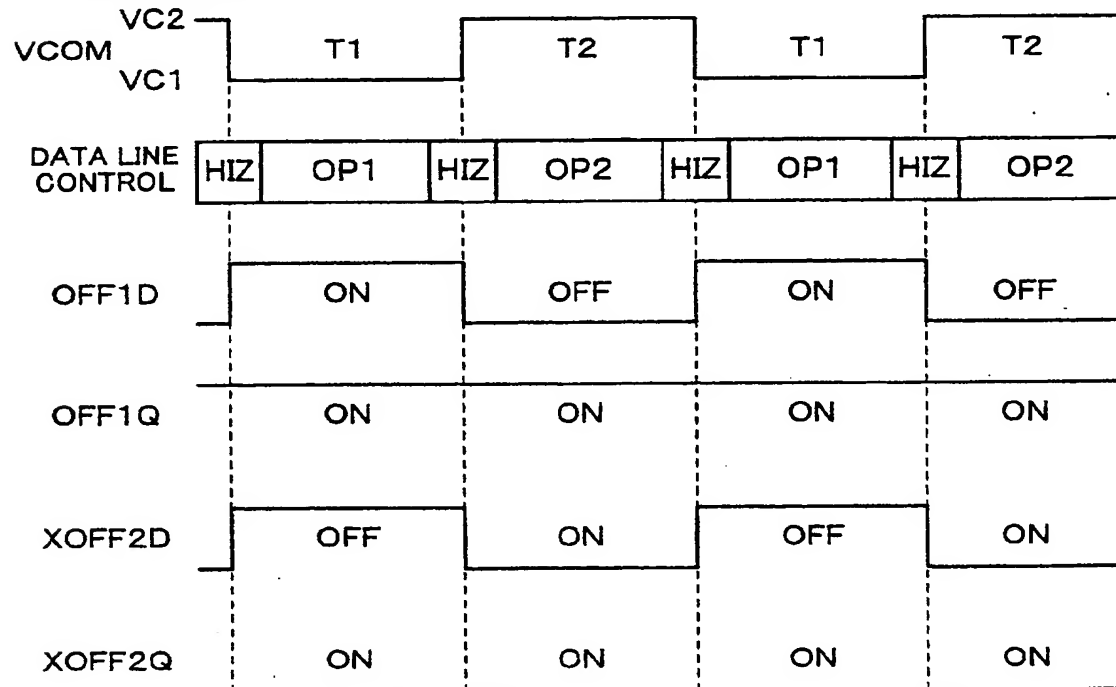 VC2
VCOM T1 T2 T1 T2
VC1
DATA LINE
CONTROL HIZ OP1 HIZ OP2 HIZ OP1 HIZ OP2
OFF1D ON OFF ON OFF
OFF1Q ON ON ON ON
XOFF2D OFF ON OFF ON
XOFF2Q ON ON ON ON